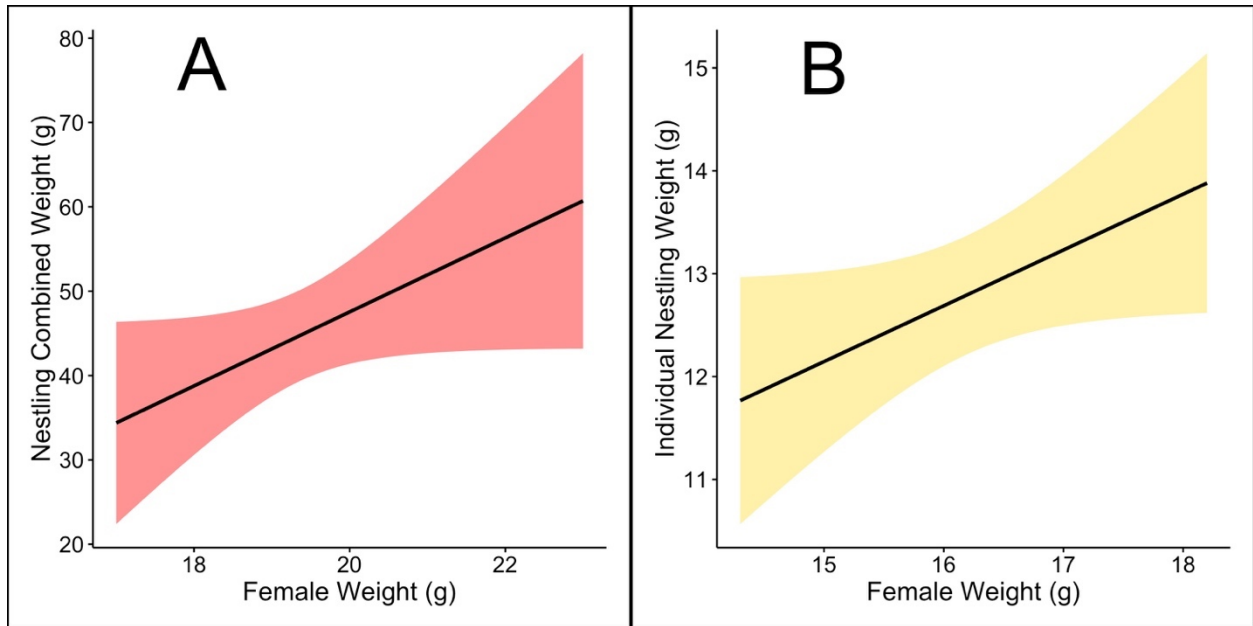 A
Nestling Combined Weight (g)
80
70
60
50
40
30
20
18 20 22
Female Weight (g)
B
Individual Nestling Weight (g)
15
14
13
12
11
15 16 17 18
Female Weight (g)